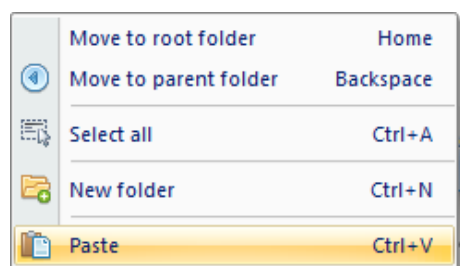 Move to root folder Home
Move to parent folder Backspace
Select all Ctrl+A
New folder Ctrl+N
Paste Ctrl+V